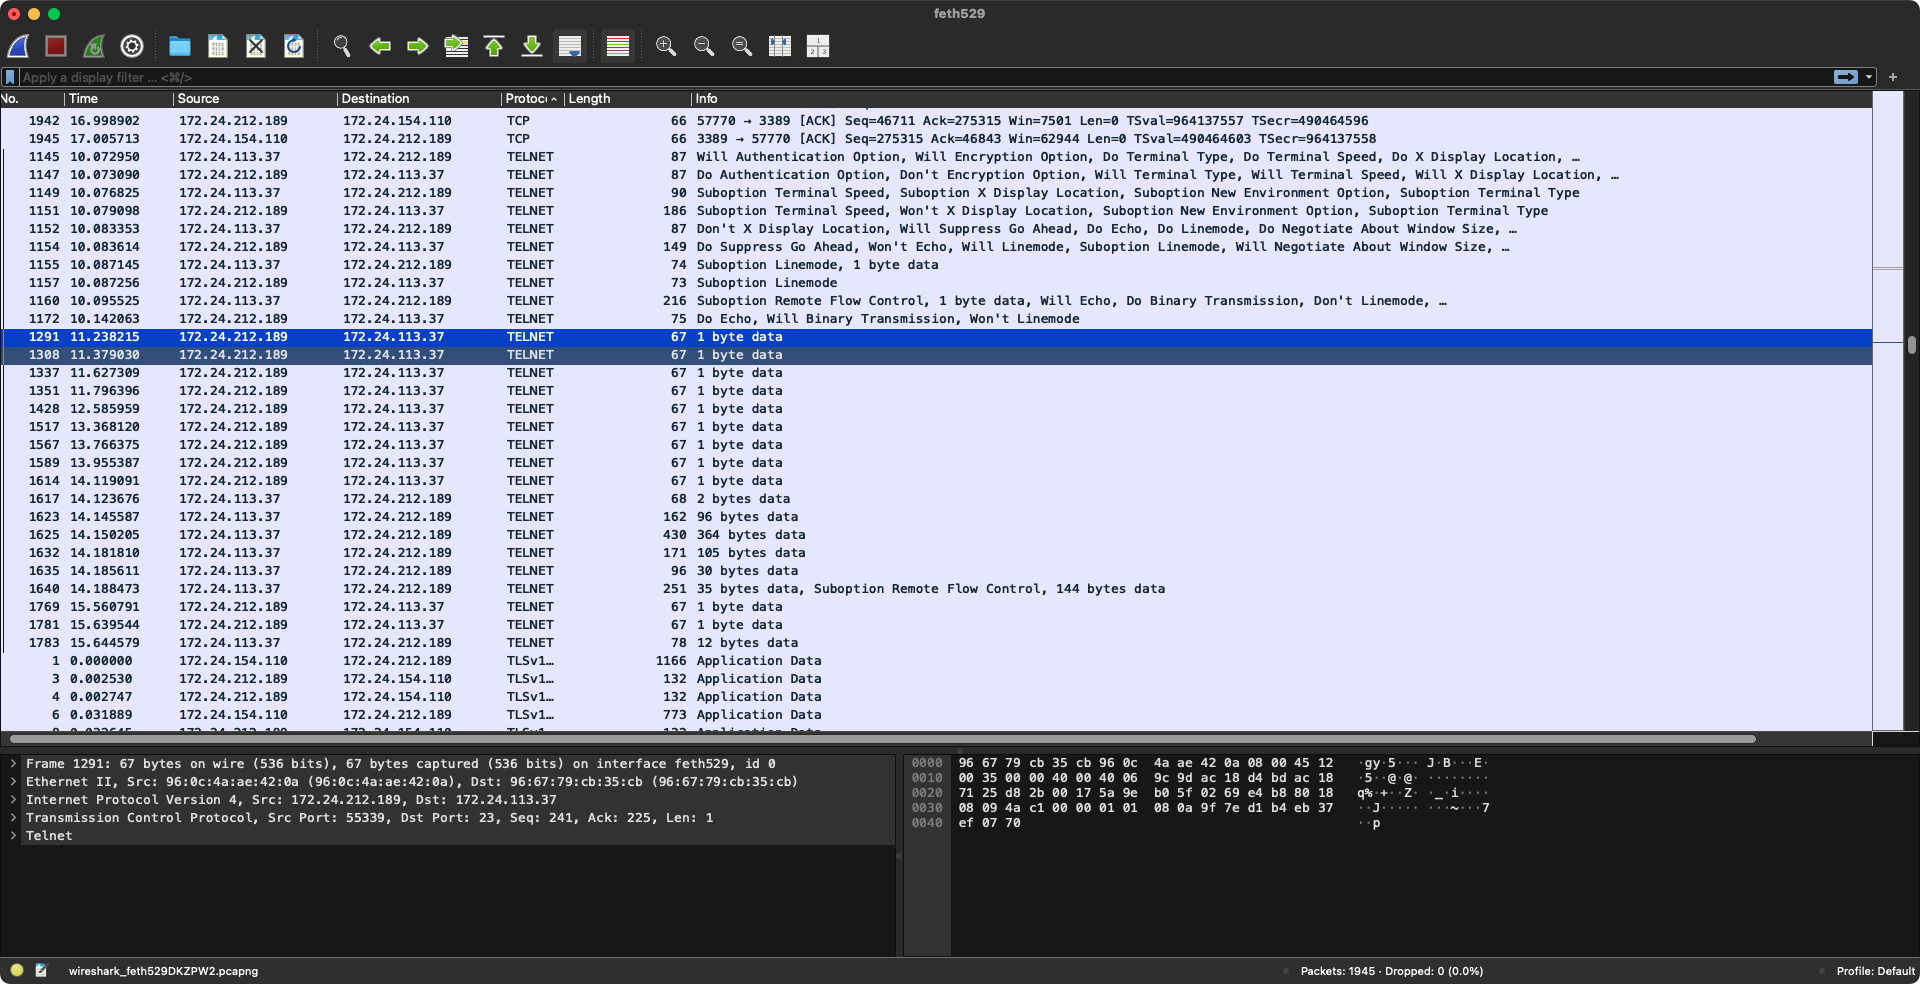 feth529
Apply a display filter ... <⌘/>
No. Time Source Destination Protoc Length Info
1942 16.998902 172.24.212.189 172.24.154.110 TCP 66 57770 → 3389 [ACK] Seq=46711 Ack=275315 Win=7501 Len=0 TSval=964137557 TSecr=490464596
1945 17.005713 172.24.154.110 172.24.212.189 TCP 66 3389 → 57770 [ACK] Seq=275315 Ack=46843 Win=62944 Len=0 TSval=490464603 TSecr=964137558
1145 10.072950 172.24.113.37 172.24.212.189 TELNET 87 Will Authentication Option, Will Encryption Option, Do Terminal Type, Do Terminal Speed, Do X Display Location, …
1147 10.073090 172.24.212.189 172.24.113.37 TELNET 87 Do Authentication Option, Don't Encryption Option, Will Terminal Type, Will Terminal Speed, Will X Display Location, …
1149 10.076825 172.24.113.37 172.24.212.189 TELNET 90 Suboption Terminal Speed, Suboption X Display Location, Suboption New Environment Option, Suboption Terminal Type
1151 10.079098 172.24.212.189 172.24.113.37 TELNET 186 Suboption Terminal Speed, Won't X Display Location, Suboption New Environment Option, Suboption Terminal Type
1152 10.083353 172.24.113.37 172.24.212.189 TELNET 87 Don't X Display Location, Will Suppress Go Ahead, Do Echo, Do Linemode, Do Negotiate About Window Size, …
1154 10.083614 172.24.212.189 172.24.113.37 TELNET 149 Do Suppress Go Ahead, Won't Echo, Will Linemode, Suboption Linemode, Will Negotiate About Window Size, …
1155 10.087145 172.24.113.37 172.24.212.189 TELNET 74 Suboption Linemode, 1 byte data
1157 10.087256 172.24.212.189 172.24.113.37 TELNET 73 Suboption Linemode
1160 10.095525 172.24.113.37 172.24.212.189 TELNET 216 Suboption Remote Flow Control, 1 byte data, Will Echo, Do Binary Transmission, Don't Linemode, …
1172 10.142063 172.24.212.189 172.24.113.37 TELNET 75 Do Echo, Will Binary Transmission, Won't Linemode
1291 11.238215 172.24.212.189 172.24.113.37 TELNET 67 1 byte data
1308 11.379030 172.24.212.189 172.24.113.37 TELNET 67 1 byte data
1337 11.627309 172.24.212.189 172.24.113.37 TELNET 67 1 byte data
1351 11.796396 172.24.212.189 172.24.113.37 TELNET 67 1 byte data
1428 12.585959 172.24.212.189 172.24.113.37 TELNET 67 1 byte data
1517 13.368120 172.24.212.189 172.24.113.37 TELNET 67 1 byte data
1567 13.766375 172.24.212.189 172.24.113.37 TELNET 67 1 byte data
1589 13.955387 172.24.212.189 172.24.113.37 TELNET 67 1 byte data
1614 14.119091 172.24.212.189 172.24.113.37 TELNET 67 1 byte data
1617 14.123676 172.24.113.37 172.24.212.189 TELNET 68 2 bytes data
1623 14.145587 172.24.113.37 172.24.212.189 TELNET 162 96 bytes data
1625 14.150205 172.24.113.37 172.24.212.189 TELNET 430 364 bytes data
1632 14.181810 172.24.113.37 172.24.212.189 TELNET 171 105 bytes data
1635 14.185611 172.24.113.37 172.24.212.189 TELNET 96 30 bytes data
1640 14.188473 172.24.113.37 172.24.212.189 TELNET 251 35 bytes data, Suboption Remote Flow Control, 144 bytes data
1769 15.560791 172.24.212.189 172.24.113.37 TELNET 67 1 byte data
1781 15.639544 172.24.212.189 172.24.113.37 TELNET 67 1 byte data
1783 15.644579 172.24.113.37 172.24.212.189 TELNET 78 12 bytes data
1 0.000000 172.24.154.110 172.24.212.189 TLSv1… 1166 Application Data
3 0.002530 172.24.212.189 172.24.154.110 TLSv1… 132 Application Data
4 0.002747 172.24.212.189 172.24.154.110 TLSv1… 132 Application Data
6 0.031889 172.24.154.110 172.24.212.189 TLSv1… 773 Application Data
Frame 1291: 67 bytes on wire (536 bits), 67 bytes captured (536 bits) on interface feth529, id 0
Ethernet II, Src: 96:0c:4a:ae:42:0a (96:0c:4a:ae:42:0a), Dst: 96:67:79:cb:35:cb (96:67:79:cb:35:cb)
Internet Protocol Version 4, Src: 172.24.212.189, Dst: 172.24.113.37
Transmission Control Protocol, Src Port: 55339, Dst Port: 23, Seq: 241, Ack: 225, Len: 1
Telnet
0000 96 67 79 cb 35 cb 96 0c 4a ae 42 0a 08 00 45 12 ·gy·5··· J·B···E·
0010 00 35 00 00 40 00 40 06 9c 9d ac 18 d4 bd ac 18 ·5··@·@· ········
0020 71 25 d8 2b 00 17 5a 9e b0 5f 02 69 e4 b8 80 18 q%·+··Z· ·_·i····
0030 08 09 4a c1 00 00 01 01 08 0a 9f 7e d1 b4 eb 37 ··J····· ···~···7
0040 ef 07 70 ··p
wireshark_feth529DKZPW2.pcapng
Packets: 1945 · Dropped: 0 (0.0%)
Profile: Default